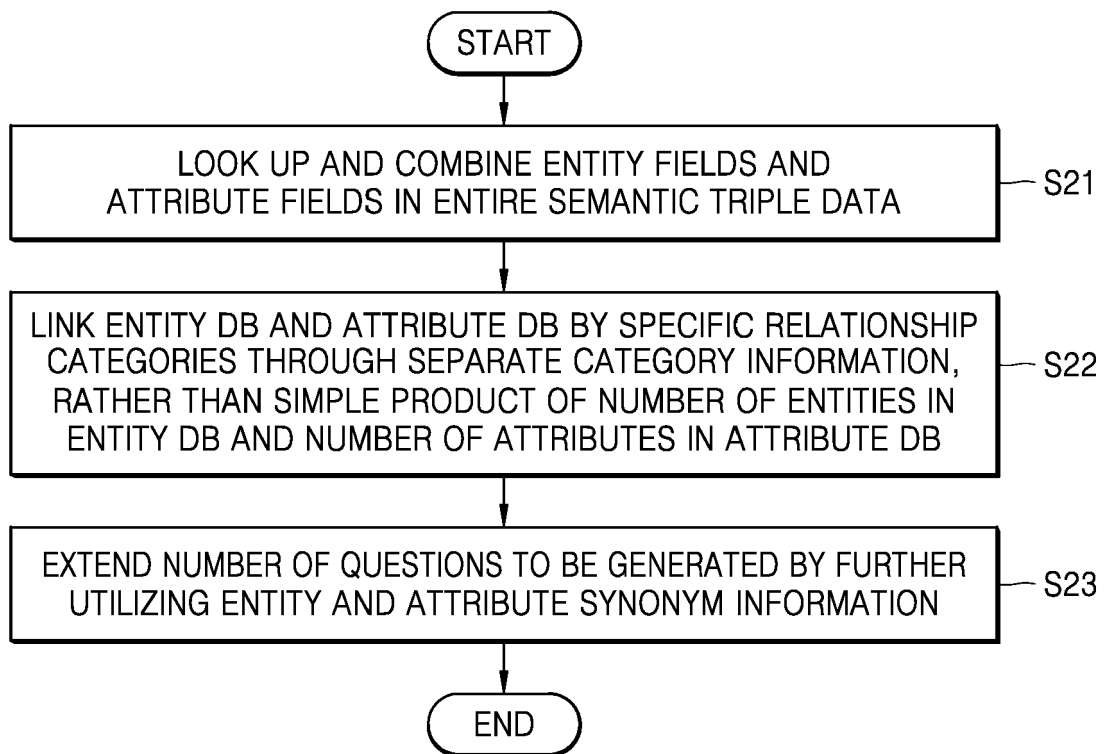 START
LOOK UP AND COMBINE ENTITY FIELDS AND
ATTRIBUTE FIELDS IN ENTIRE SEMANTIC TRIPLE DATA
S21
LINK ENTITY DB AND ATTRIBUTE DB BY SPECIFIC RELATIONSHIP
CATEGORIES THROUGH SEPARATE CATEGORY INFORMATION,
RATHER THAN SIMPLE PRODUCT OF NUMBER OF ENTITIES IN
ENTITY DB AND NUMBER OF ATTRIBUTES IN ATTRIBUTE DB
S22
EXTEND NUMBER OF QUESTIONS TO BE GENERATED BY FURTHER
UTILIZING ENTITY AND ATTRIBUTE SYNONYM INFORMATION
S23
END